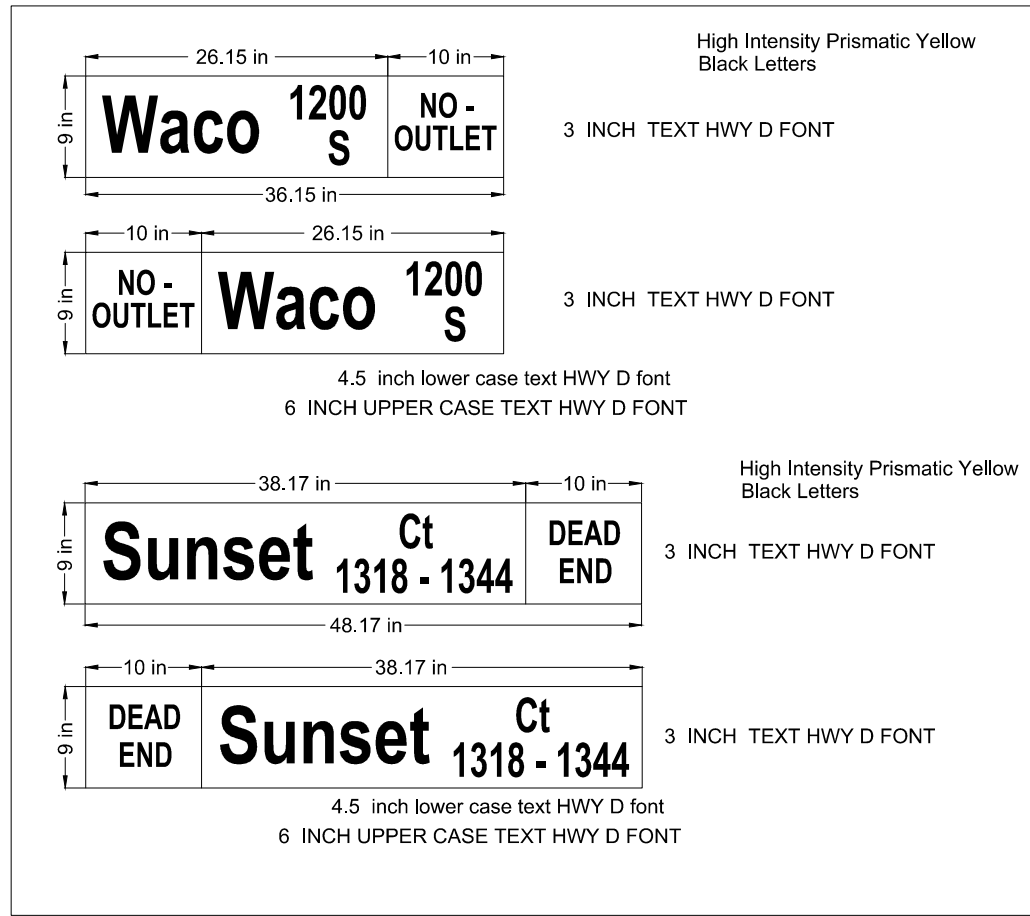 High Intensity Prismatic Yellow
Black Letters
26.15 in
10 in
9 in
Waco
1200
S
NO -
OUTLET
3 INCH TEXT HWY D FONT
36.15 in
10 in
26.15 in
9 in
NO -
OUTLET
Waco
1200
S
3 INCH TEXT HWY D FONT
4.5 inch lower case text HWY D font
6 INCH UPPER CASE TEXT HWY D FONT
High Intensity Prismatic Yellow
Black Letters
38.17 in
10 in
9 in
Sunset
Ct
1318 - 1344
DEAD
END
3 INCH TEXT HWY D FONT
48.17 in
10 in
38.17 in
9 in
DEAD
END
Sunset
Ct
1318 - 1344
3 INCH TEXT HWY D FONT
4.5 inch lower case text HWY D font
6 INCH UPPER CASE TEXT HWY D FONT